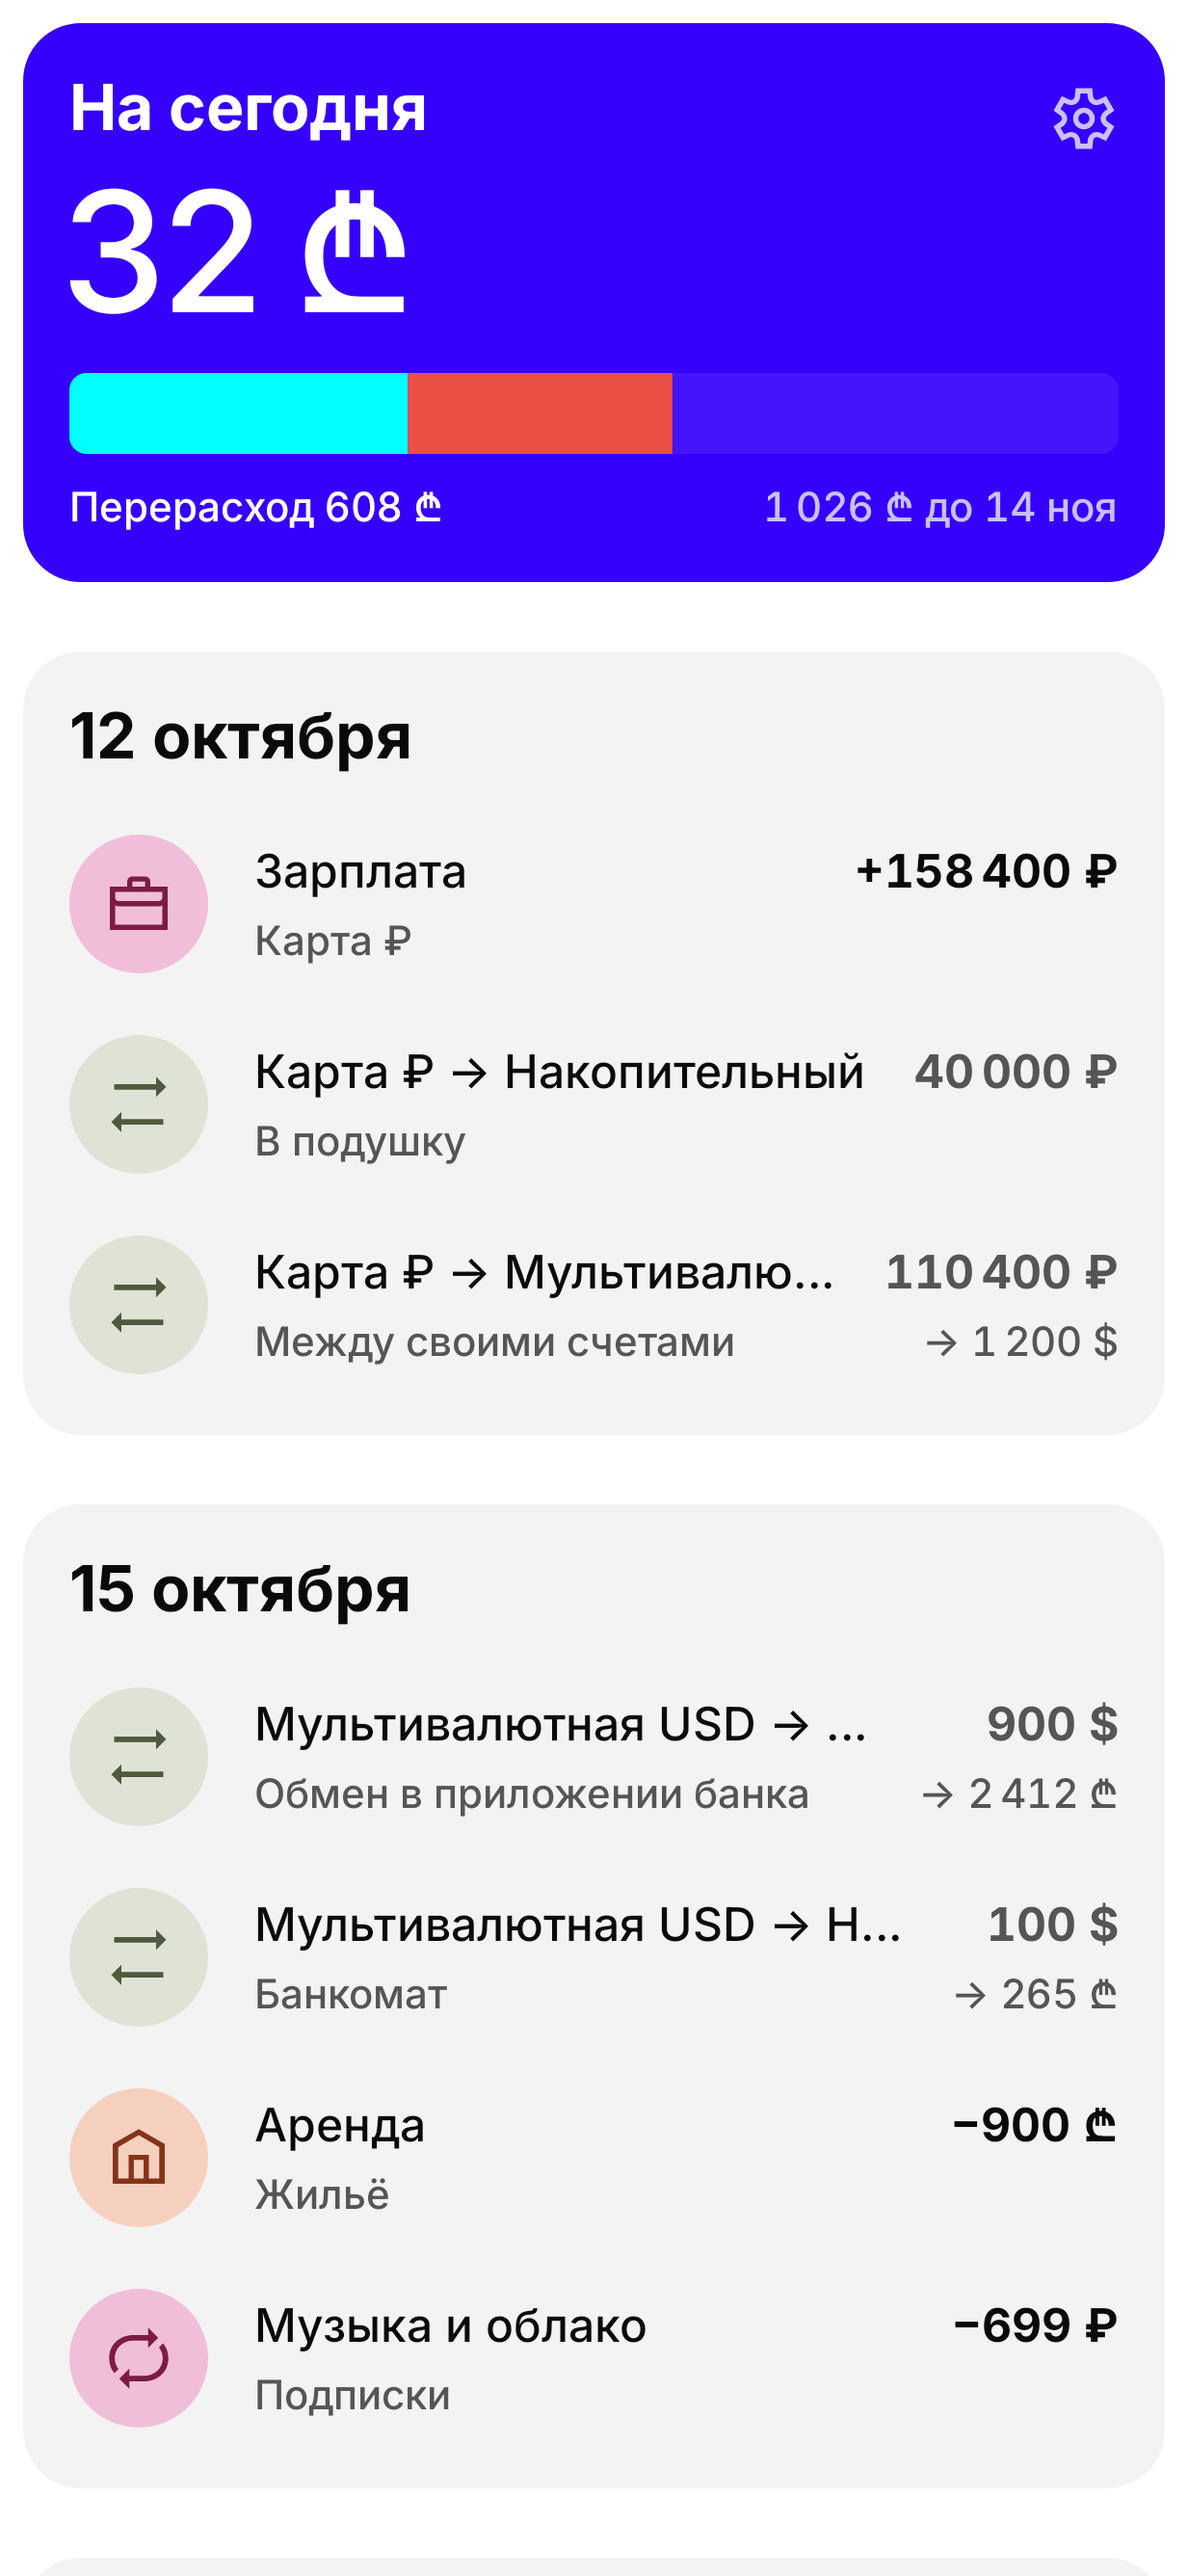 На сегодня
32 ₾
Перерасход 608 ₾
1 026 ₾ до 14 ноя
12 октября
Зарплата
+158 400 ₽
Карта ₽
Карта ₽ → Накопительный
40 000 ₽
В подушку
Карта ₽ → Мультивалю...
110 400 ₽
Между своими счетами
→ 1 200 $
15 октября
Мультивалютная USD → ...
900 $
Обмен в приложении банка
→ 2 412 ₾
Мультивалютная USD → Н...
100 $
Банкомат
→ 265 ₾
Аренда
−900 ₾
Жильё
Музыка и облако
−699 ₽
Подписки